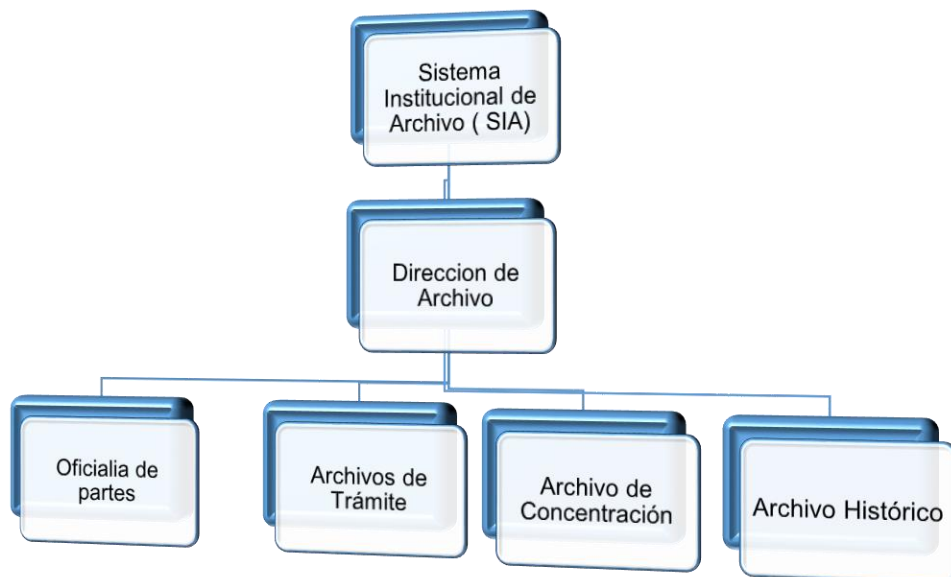 Sistema
Institucional de
Archivo ( SIA)
Direccion de
Archivo
Oficialia de
partes
Archivos de
Trámite
Archivo de
Concentración
Archivo Histórico